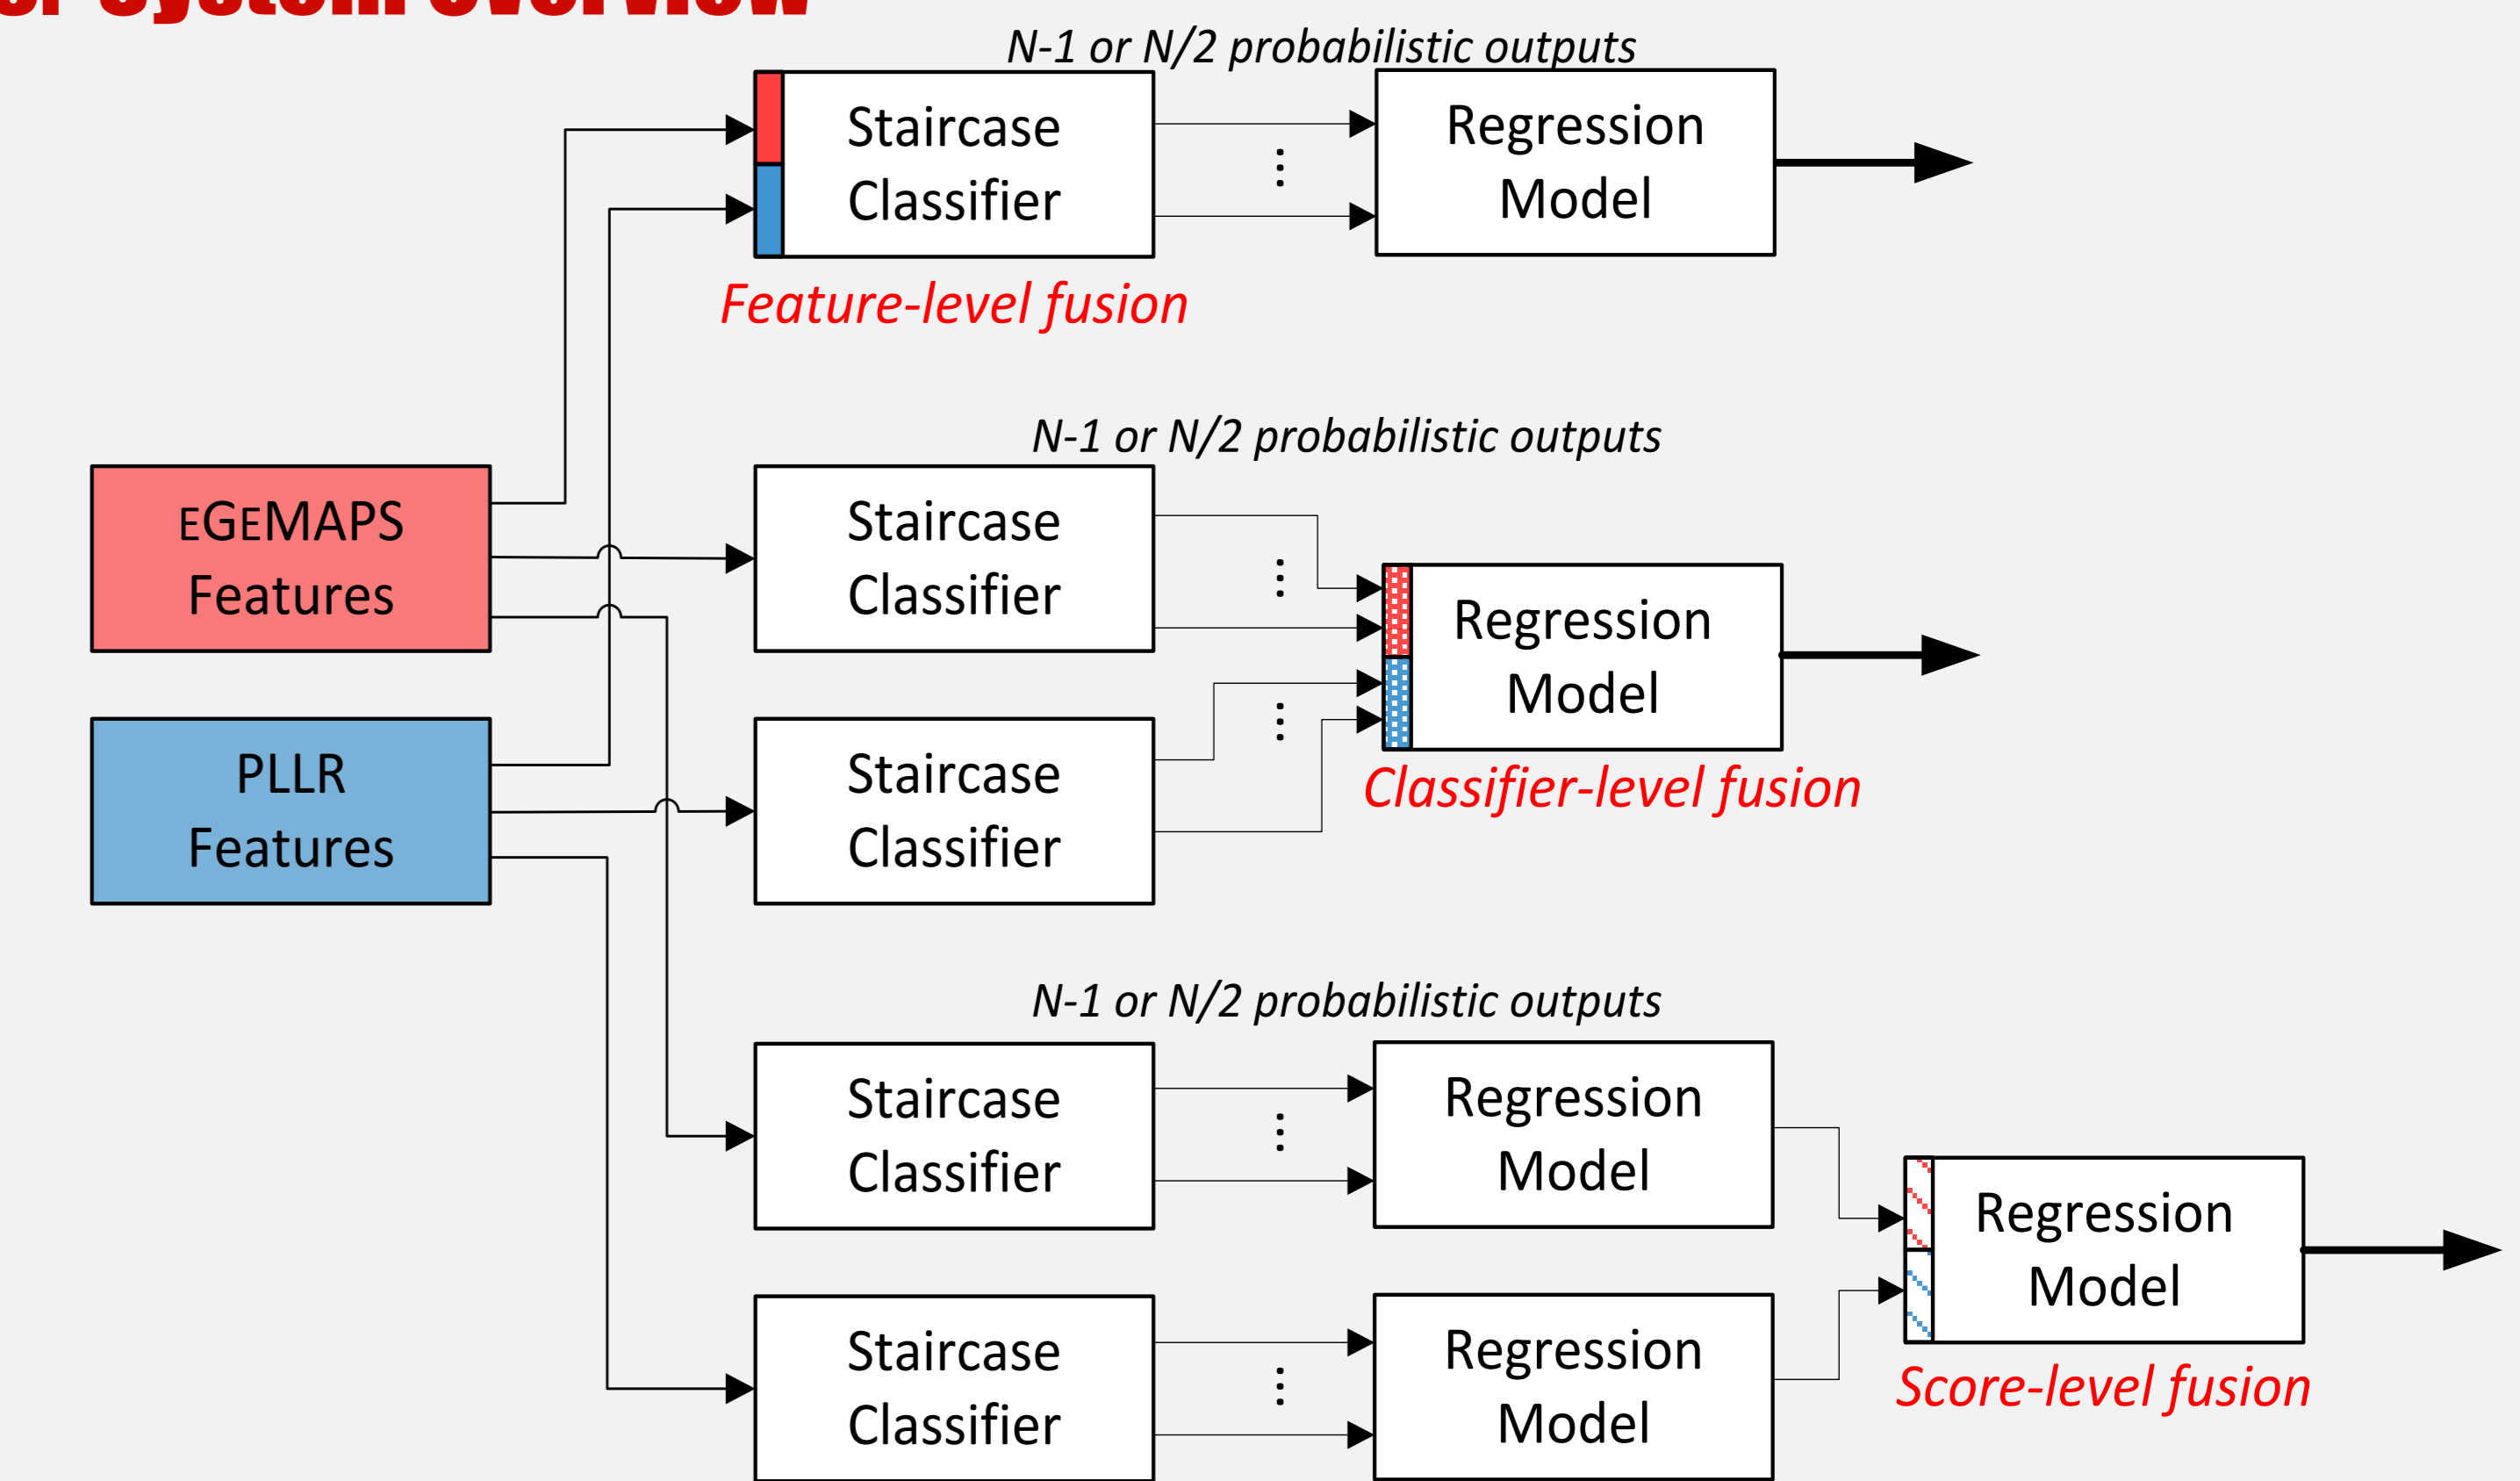 System Overview
N-1 or N/2 probabilistic outputs
Staircase
Classifier
Regression
Model
Feature-level fusion
N-1 or N/2 probabilistic outputs
EGEMAPS
Features
Staircase
Classifier
Regression
Model
PLLR
Features
Staircase
Classifier
Classifier-level fusion
N-1 or N/2 probabilistic outputs
Staircase
Classifier
Regression
Model
Regression
Model
Score-level fusion
Staircase
Classifier
Regression
Model